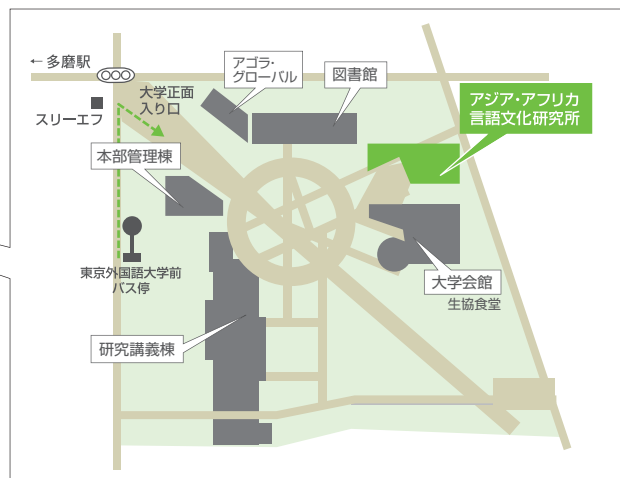 ← 多磨駅
アゴラ・
グローバル
図書館
アジア・アフリカ
言語文化研究所
大学正面
入り口
スリーエフ
本部管理棟
東京外国語大学前
バス停
大学会館
生協食堂
研究講義棟